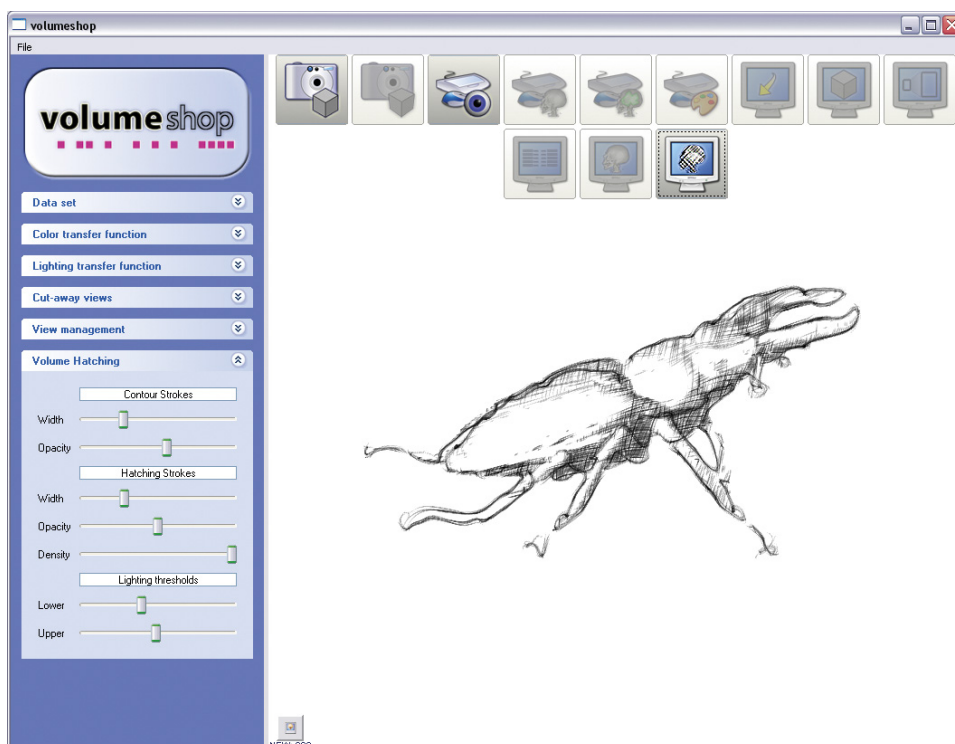 volumeshop
File
volumeshop
Data set
Color transfer function
Lighting transfer function
Cut-away views
View management
Volume Hatching
Contour Strokes
Width
Opacity
Hatching Strokes
Width
Opacity
Density
Lighting thresholds
Lower
Upper